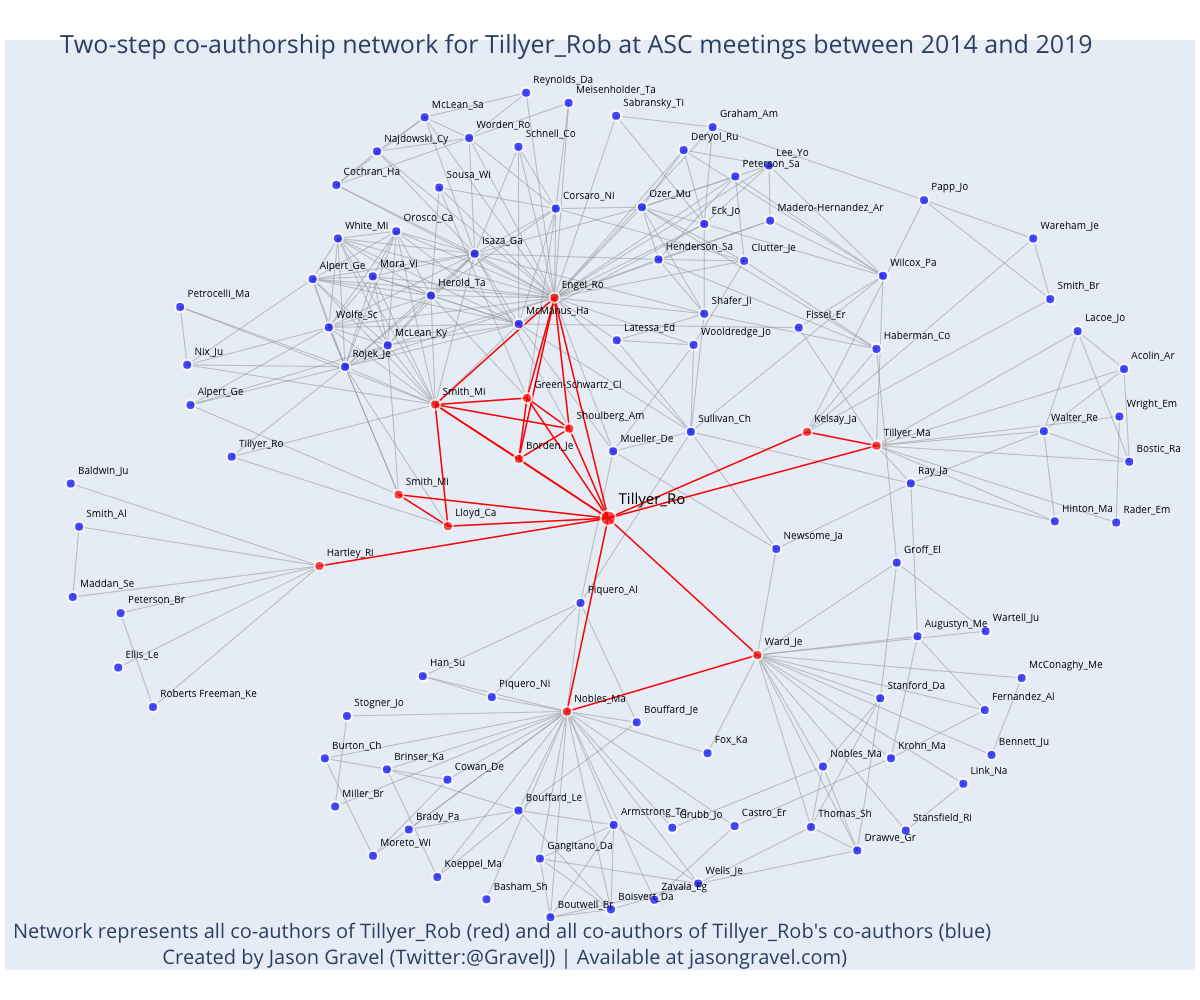 Two-step co-authorship network for Tillyer_Rob at ASC meetings between 2014 and 2019
Reynolds_Da
Meisenholder_Ta
McLean_Sa
Sabransky_Ti
Graham_Am
Worden_Ro
Schnell_Co
Najdowski_Cy
Deryol_Ru
Lee_Yo
Peterson_Sa
Cochran_Ha
Sousa_Wi
Corsaro_Ni
Ozer_Mu
Papp_Jo
Madero-Hernandez_Ar
Eck_Jo
White_Mi
Orosco_Ca
Wareham_Je
Isaza_Ga
Henderson_Sa
Clutter_Je
Alpert_Ge
Mora_Vi
Wilcox_Pa
Herold_Ta
Engel_Ro
Petrocelli_Ma
Smith_Br
Shafer_Ji
Wolfe_Sc
McManus_Ha
Fissel_Er
Lacoe_Jo
McLean_Ky
Latessa_Ed
Wooldredge_Jo
Haberman_Co
Nix_Ju
Rojek_Je
Acolin_Ar
Alpert_Ge
Smith_Mi
Green-Schwartz_Cl
Shoulberg_Am
Sullivan_Ch
Kelsay_Ja
Tillyer_Ma
Walter_Re
Wright_Em
Tillyer_Ro
Borden_Je
Mueller_De
Bostic_Ra
Baldwin_Ju
Smith_Mi
Ray_Ja
Tillyer_Ro
Smith_Al
Lloyd_Ca
Hinton_Ma
Rader_Em
Hartley_Ri
Newsome_Ja
Groff_El
Maddan_Se
Peterson_Br
Piquero_Al
Augustyn_Me
Wartell_Ju
Ellis_Le
Han_Su
Ward_Je
McConaghy_Me
Roberts Freeman_Ke
Piquero_Ni
Nobles_Ma
Stanford_Da
Fernandez_Al
Stogner_Jo
Bouffard_Je
Burton_Ch
Brinser_Ka
Fox_Ka
Nobles_Ma
Krohn_Ma
Bennett_Ju
Cowan_De
Link_Na
Miller_Br
Bouffard_Le
Brady_Pa
Armstrong_Te
Grubb_Jo
Castro_Er
Thomas_Sh
Stansfield_Ri
Moreto_Wi
Gangitano_Da
Drawve_Gr
Koeppel_Ma
Wells_Je
Basham_Sh
Zavala_Eg
Boutwell_Br
Boisvert_Da
Network represents all co-authors of Tillyer_Rob (red) and all co-authors of Tillyer_Rob's co-authors (blue)
Created by Jason Gravel (Twitter:@GravelJ) | Available at jasongravel.com)